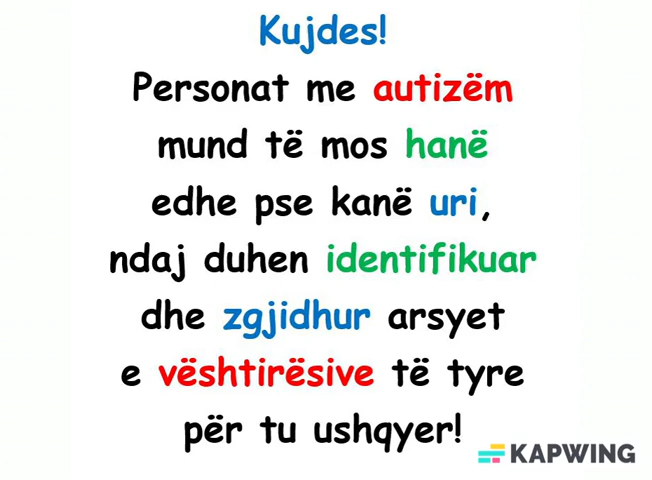 Kujdes!
Personat me autizëm
mund të mos hanë
edhe pse kanë uri,
ndaj duhen identifikuar
dhe zgjidhur arsyet
e vështirësive të tyre
për tu ushqyer!
KAPWING